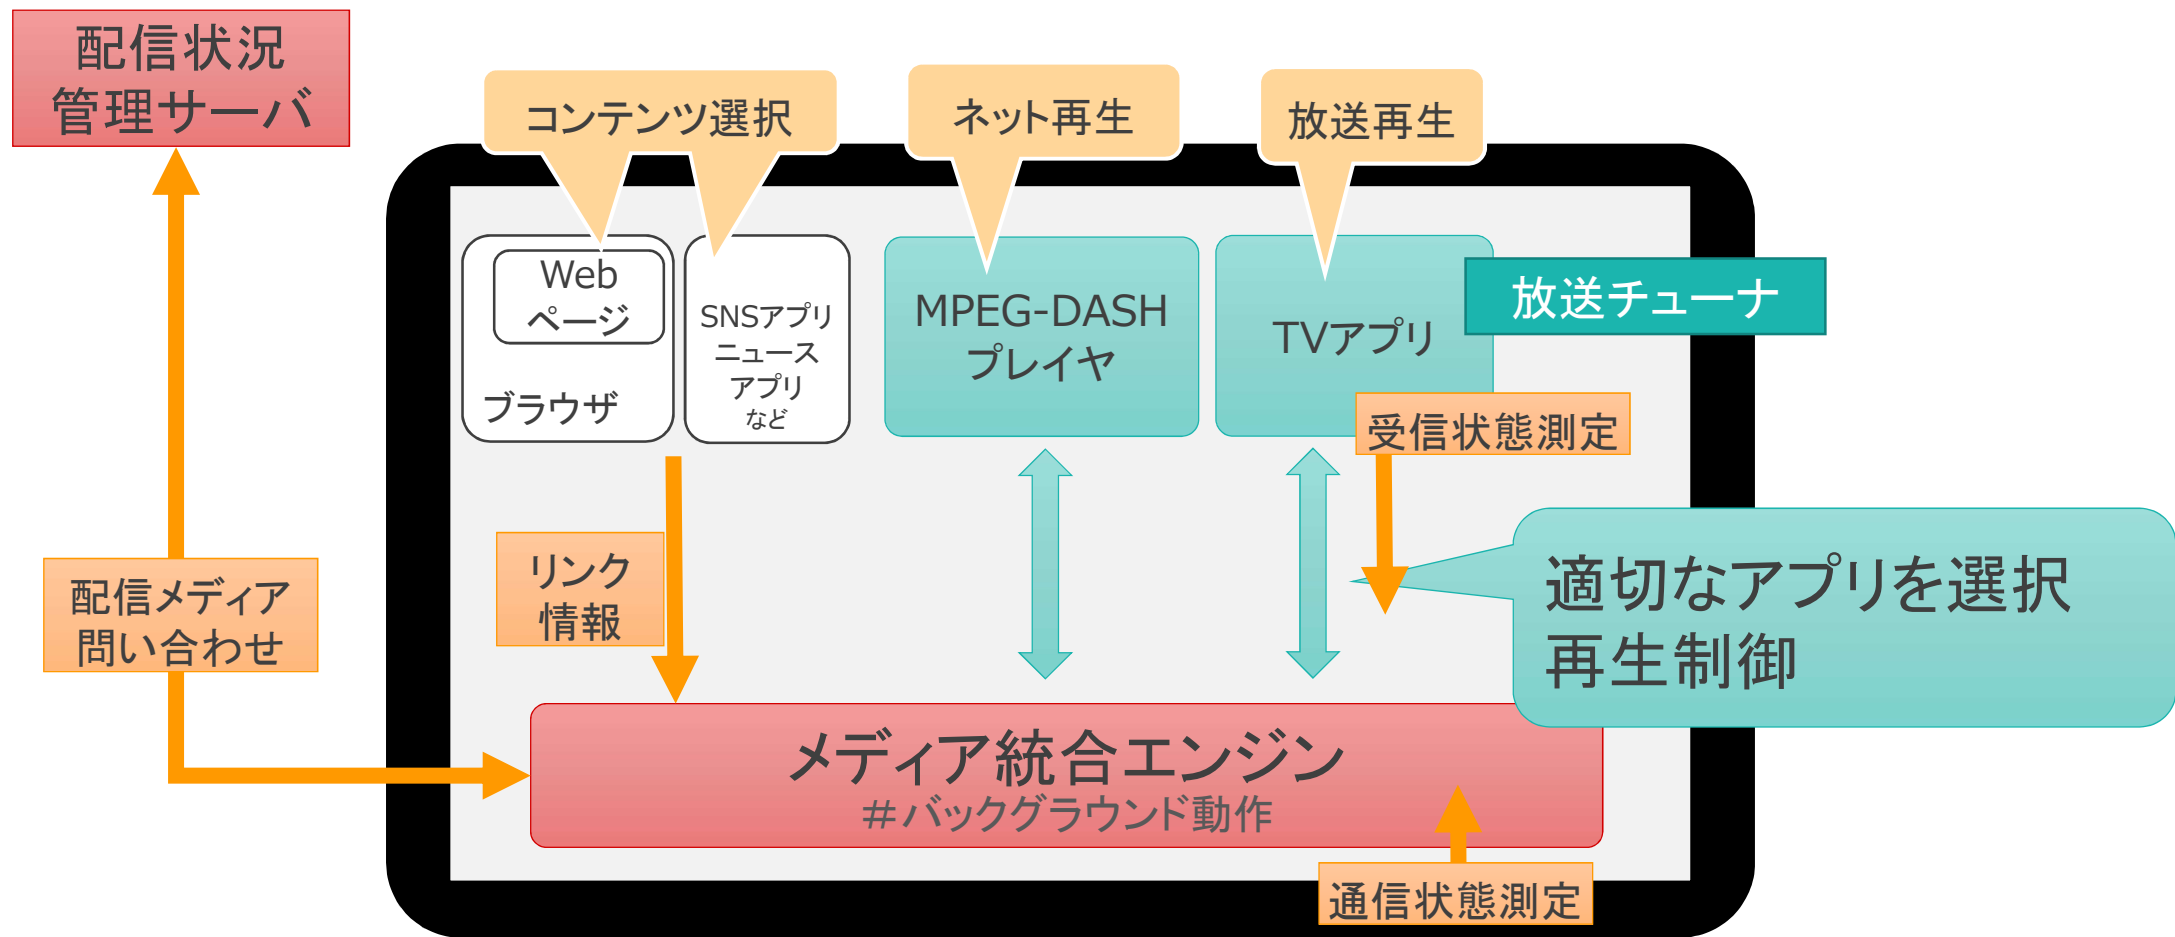 配信状況
管理サーバ
コンテンツ選択
ネット再生
放送再生
Web
ページ
ブラウザ
SNSアプリ
ニュース
アプリ
など
MPEG-DASH
プレイヤ
TVアプリ
放送チューナ
受信状態測定
リンク
情報
配信メディア
問い合わせ
適切なアプリを選択
再生制御
メディア統合エンジン
＃バックグラウンド動作
通信状態測定